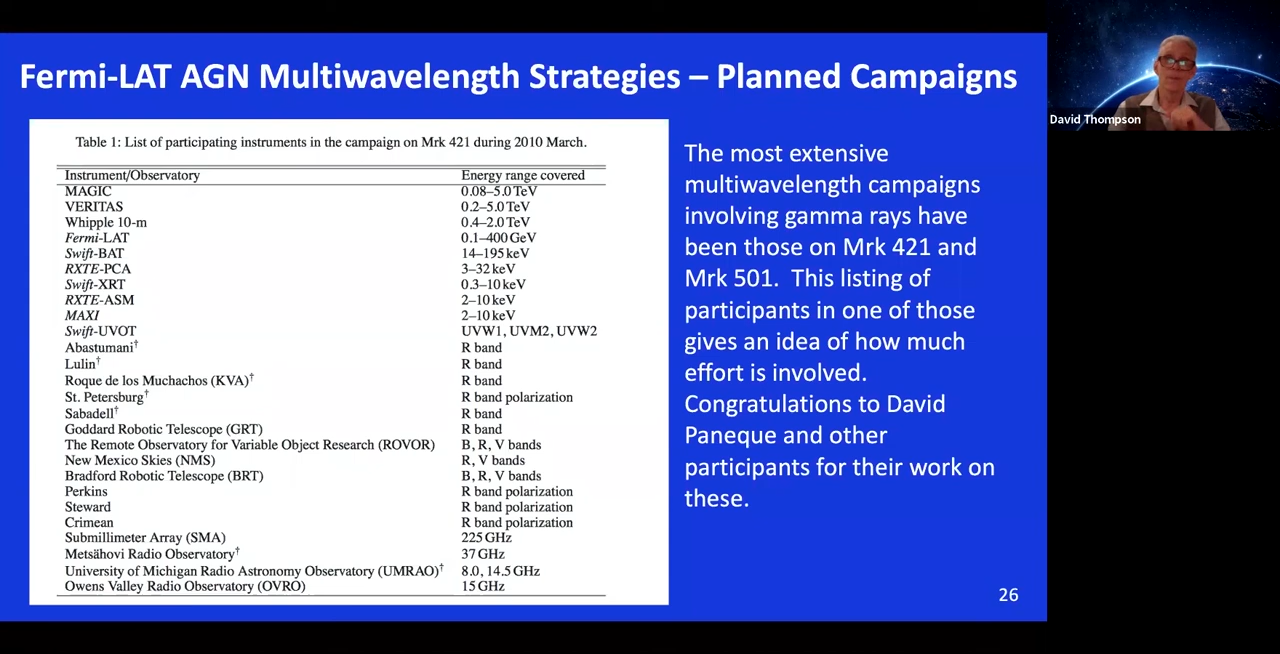 Fermi-LAT AGN Multiwavelength Strategies – Planned Campaigns
Table 1: List of participating instruments in the campaign on Mrk 421 during 2010 March.
Instrument/Observatory Energy range covered
MAGIC 0.08–5.0 TeV
VERITAS 0.2–5.0 TeV
Whipple 10-m 0.4–2.0 TeV
Fermi-LAT 0.1–400 GeV
Swift-BAT 14–195 keV
RXTE-PCA 3–32 keV
Swift-XRT 0.3–10 keV
RXTE-ASM 2–10 keV
MAXI 2–10 keV
Swift-UVOT UVW1, UVM2, UVW2
Abastumani† R band
Lulin† R band
Roque de los Muchachos (KVA)† R band
St. Petersburg† R band polarization
Sabadell† R band
Goddard Robotic Telescope (GRT) R band
The Remote Observatory for Variable Object Research (ROVOR) B, R, V bands
New Mexico Skies (NMS) R, V bands
Bradford Robotic Telescope (BRT) B, R, V bands
Perkins R band polarization
Steward R band polarization
Crimean R band polarization
Submillimeter Array (SMA) 225 GHz
Metsähovi Radio Observatory† 37 GHz
University of Michigan Radio Astronomy Observatory (UMRAO)† 8.0, 14.5 GHz
Owens Valley Radio Observatory (OVRO) 15 GHz
The most extensive
multiwavelength campaigns
involving gamma rays have
been those on Mrk 421 and
Mrk 501. This listing of
participants in one of those
gives an idea of how much
effort is involved.
Congratulations to David
Paneque and other
participants for their work on
these.
26
David Thompson